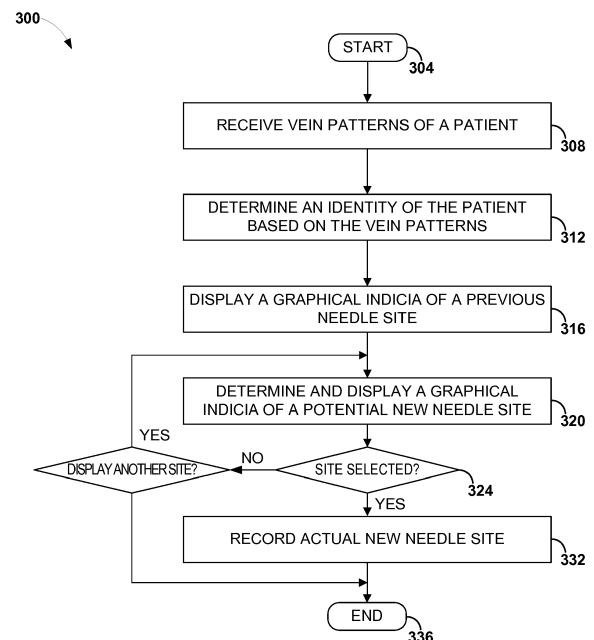 300
START
304
RECEIVE VEIN PATTERNS OF A PATIENT
308
DETERMINE AN IDENTITY OF THE PATIENT
BASED ON THE VEIN PATTERNS
312
DISPLAY A GRAPHICAL INDICIA OF A PREVIOUS
NEEDLE SITE
316
DETERMINE AND DISPLAY A GRAPHICAL
INDICIA OF A POTENTIAL NEW NEEDLE SITE
320
YES
DISPLAY ANOTHER SITE?
NO
SITE SELECTED?
324
YES
RECORD ACTUAL NEW NEEDLE SITE
332
END
336